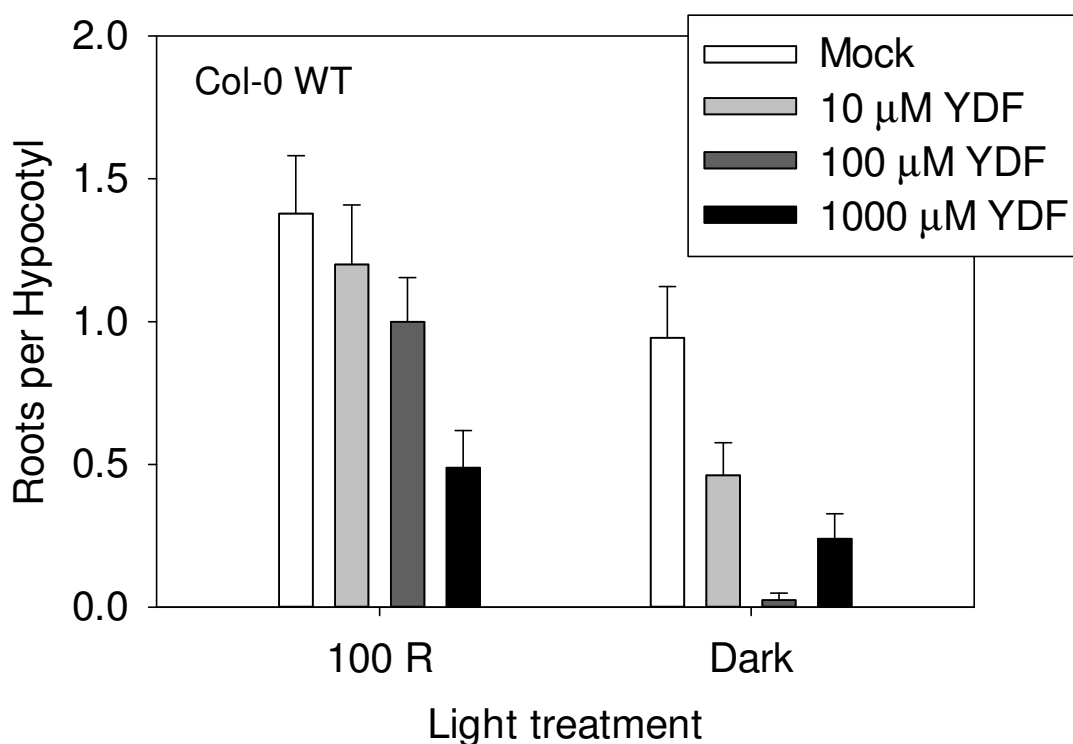 2.0
1.5
1.0
0.5
0.0
Roots per Hypocotyl
Col-0 WT
Mock
10 μM YDF
100 μM YDF
1000 μM YDF
100 R
Dark
Light treatment